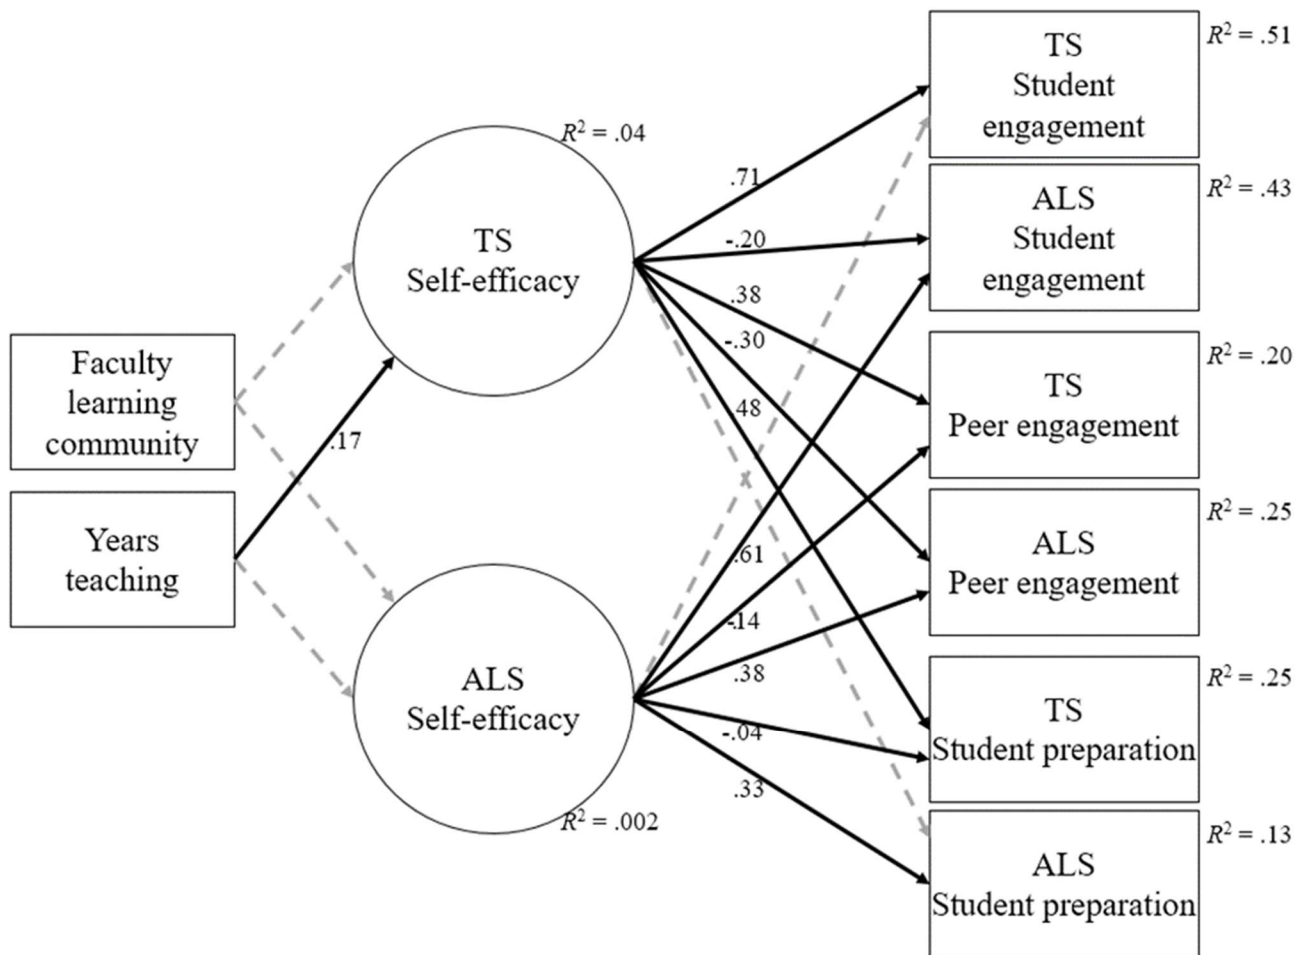 Faculty
learning
community
Years
teaching
.17
TS
Self-efficacy
R² = .04
ALS
Self-efficacy
R² = .002
.71
-.20
.38
-.30
.48
.61
-.14
.38
-.04
.33
TS
Student
engagement
R² = .51
ALS
Student
engagement
R² = .43
TS
Peer engagement
R² = .20
ALS
Peer engagement
R² = .25
TS
Student preparation
R² = .25
ALS
Student preparation
R² = .13